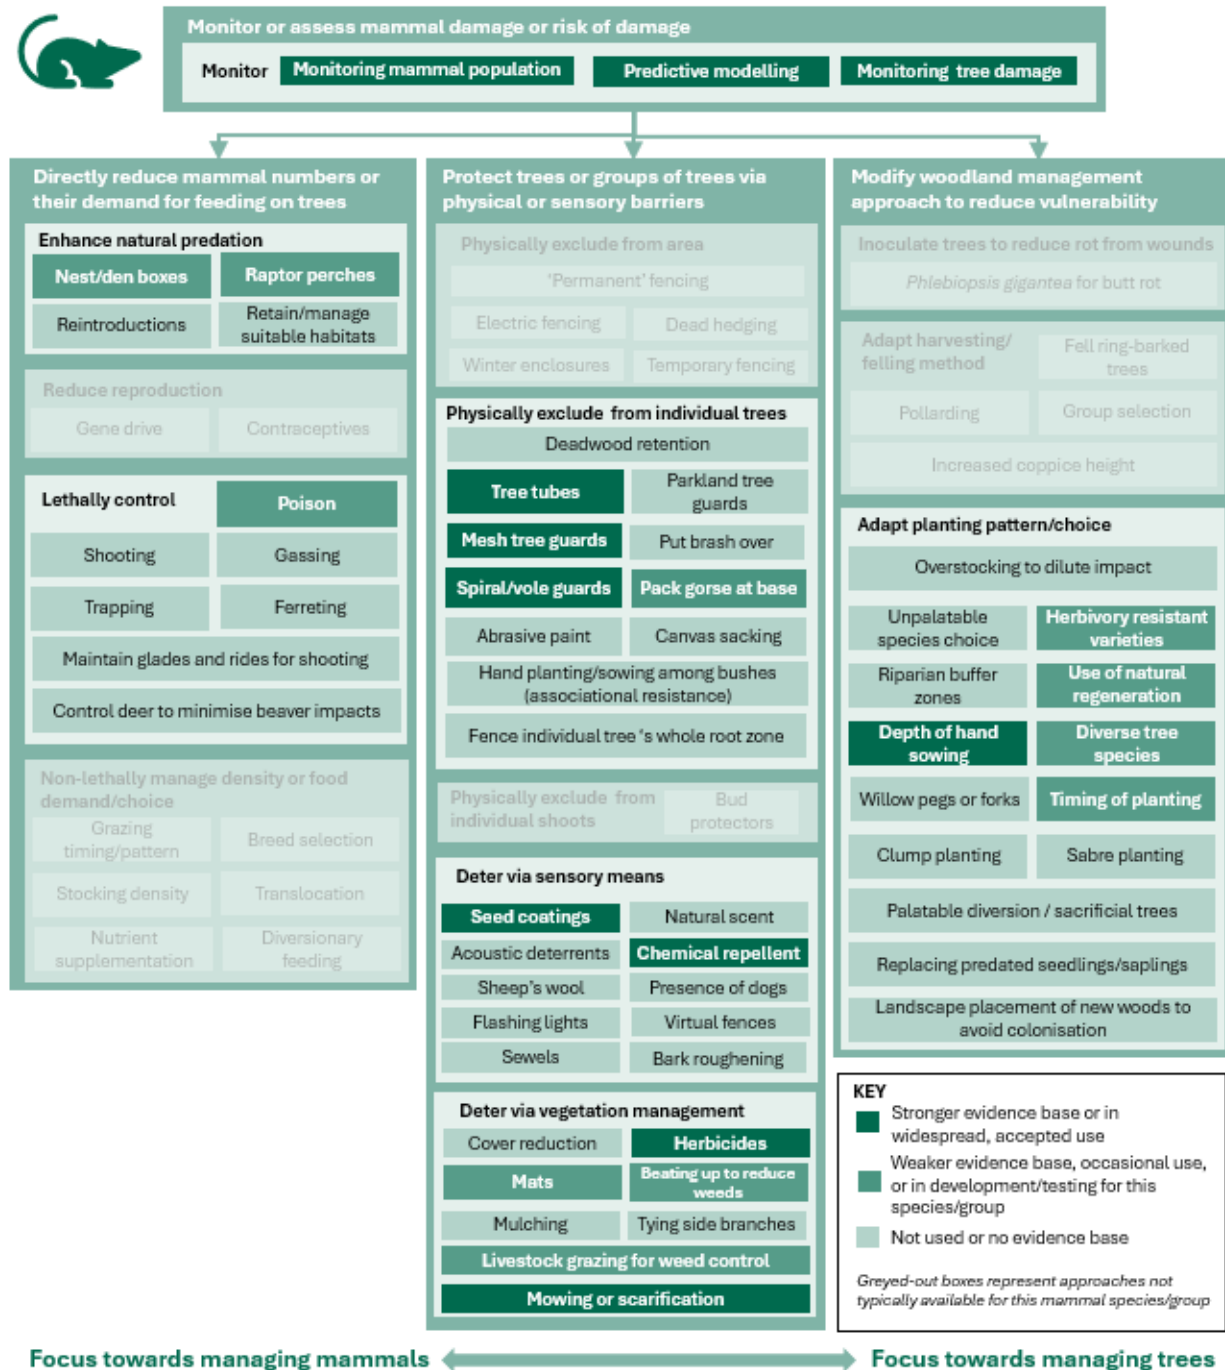 Monitor or assess mammal damage or risk of damage
Monitor
Monitoring mammal population
Predictive modelling
Monitoring tree damage
Directly reduce mammal numbers or
their demand for feeding on trees
Enhance natural predation
Nest/den boxes
Raptor perches
Reintroductions
Retain/manage
suitable habitats
Reduce reproduction
Gene drive
Contraceptives
Lethally control
Poison
Shooting
Gassing
Trapping
Ferreting
Maintain glades and rides for shooting
Control deer to minimise beaver impacts
Non-lethally manage density or food
demand/choice
Grazing
timing/pattern
Breed selection
Stocking density
Translocation
Nutrient
supplementation
Diversionary
feeding
Protect trees or groups of trees via
physical or sensory barriers
Physically exclude from area
'Permanent' fencing
Electric fencing
Dead hedging
Winter enclosures
Temporary fencing
Physically exclude from individual trees
Deadwood retention
Tree tubes
Parkland tree
guards
Mesh tree guards
Put brash over
Spiral/vole guards
Pack gorse at base
Abrasive paint
Canvas sacking
Hand planting/sowing among bushes
(associational resistance)
Fence individual tree 's whole root zone
Physically exclude from
individual shoots
Bud
protectors
Deter via sensory means
Seed coatings
Natural scent
Acoustic deterrents
Chemical repellent
Sheep's wool
Presence of dogs
Flashing lights
Virtual fences
Sewels
Bark roughening
Deter via vegetation management
Cover reduction
Herbicides
Mats
Beating up to reduce
weeds
Mulching
Tying side branches
Livestock grazing for weed control
Mowing or scarification
Modify woodland management
approach to reduce vulnerability
Inoculate trees to reduce rot from wounds
Phlebiopsis gigantea for butt rot
Adapt harvesting/
felling method
Fell ring-barked
trees
Pollarding
Group selection
Increased coppice height
Adapt planting pattern/choice
Overstocking to dilute impact
Unpalatable
species choice
Herbivory resistant
varieties
Riparian buffer
zones
Use of natural
regeneration
Depth of hand
sowing
Diverse tree
species
Willow pegs or forks
Timing of planting
Clump planting
Sabre planting
Palatable diversion / sacrificial trees
Replacing predated seedlings/saplings
Landscape placement of new woods to
avoid colonisation
KEY
Stronger evidence base or in
widespread, accepted use
Weaker evidence base, occasional use,
or in development/testing for this
species/group
Not used or no evidence base
Greyed-out boxes represent approaches not
typically available for this mammal species/group
Focus towards managing mammals
Focus towards managing trees